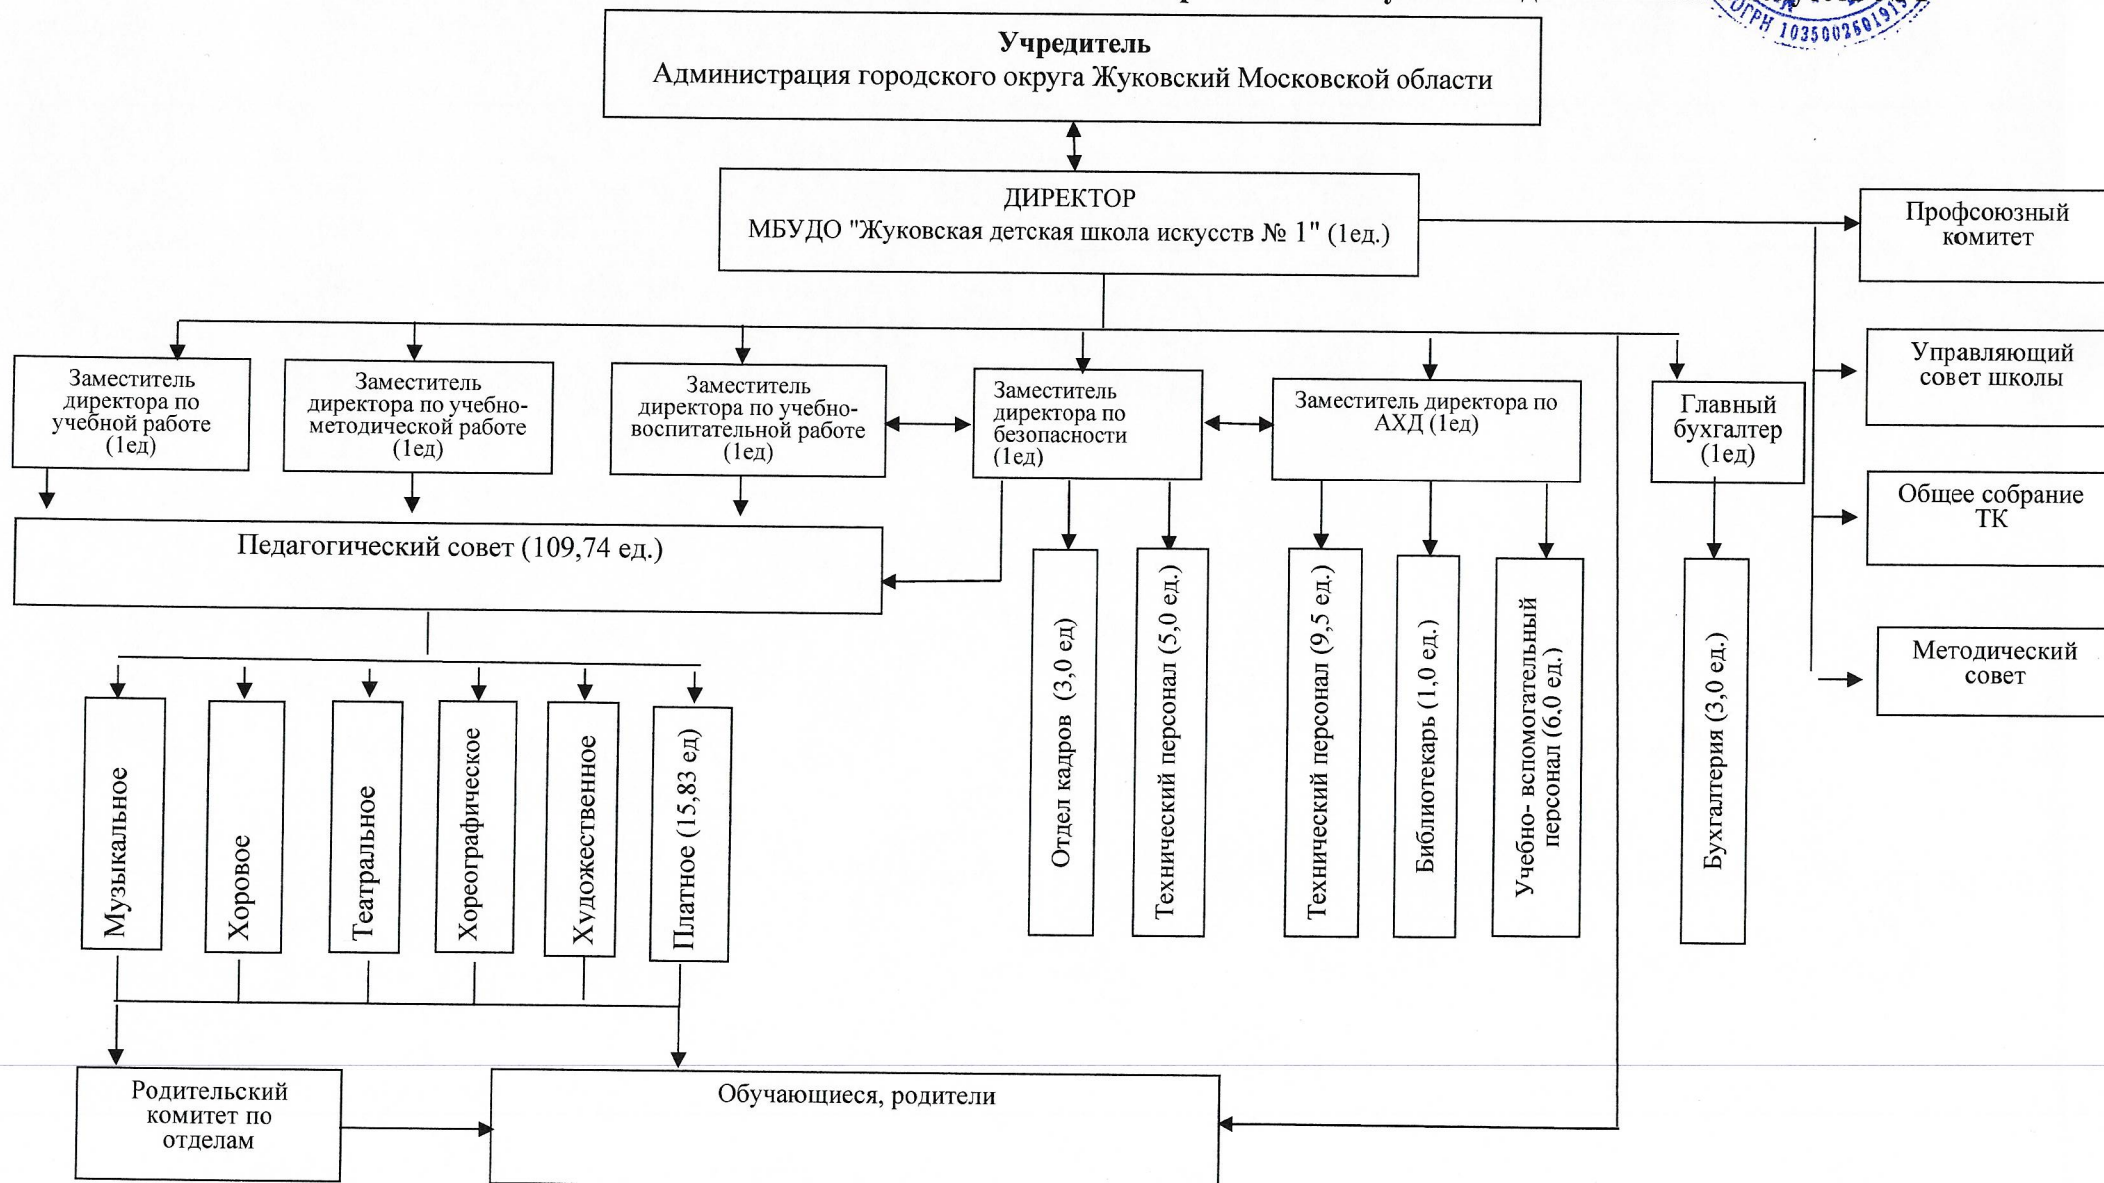 ОГРН 1035002601915
Учредитель
Администрация городского округа Жуковский Московской области
ДИРЕКТОР
МБУДО "Жуковская детская школа искусств № 1" (1ед.)
Профсоюзный
комитет
Управляющий
совет школы
Общее собрание
ТК
Методический
совет
Заместитель
директора по
учебной работе
(1ед)
Заместитель
директора по учебно-
методической работе
(1ед)
Заместитель
директора по учебно-
воспитательной работе
(1ед)
Заместитель
директора по
безопасности
(1ед)
Заместитель директора по
АХД (1ед)
Главный
бухгалтер
(1ед)
Педагогический совет (109,74 ед.)
Отдел кадров (3,0 ед)
Технический персонал (5,0 ед.)
Технический персонал (9,5 ед.)
Библиотекарь (1,0 ед.)
Учебно- вспомогательный
персонал (6,0 ед.)
Бухгалтерия (3,0 ед.)
Музыкальное
Хоровое
Театральное
Хореографическое
Художественное
Платное (15,83 ед)
Родительский
комитет по
отделам
Обучающиеся, родители